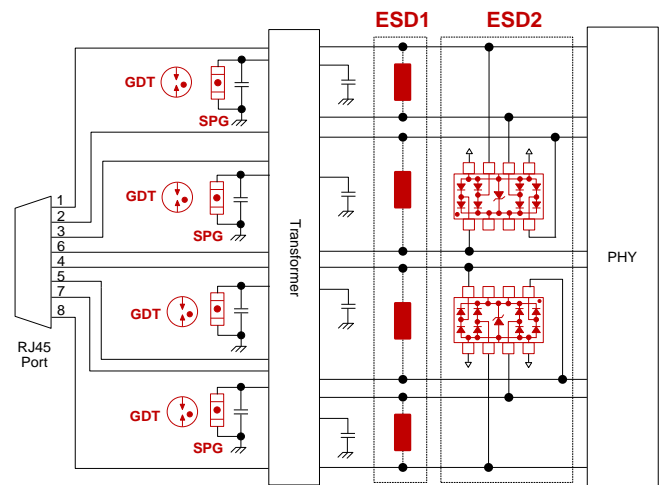 ESD1
ESD2
GDT
SPG
GDT
SPG
GDT
GDT
SPG
1
2
3
6
4
5
7
8
RJ45
Port
Transformer
PHY